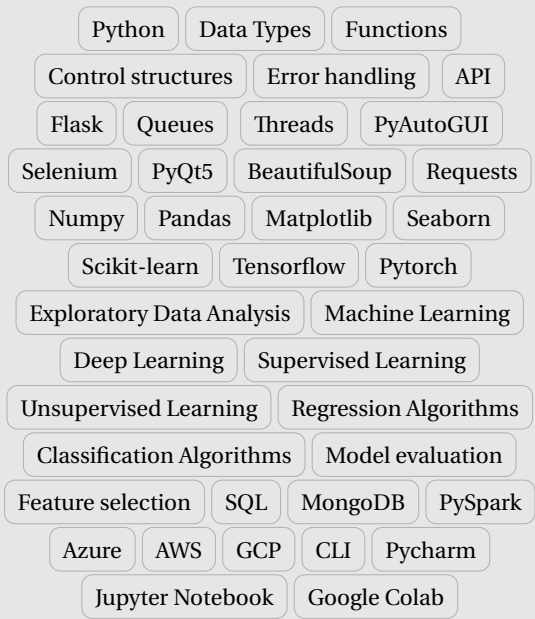 Python Data Types Functions
Control structures Error handling API
Flask Queues Threads PyAutoGUI
Selenium PyQt5 BeautifulSoup Requests
Numpy Pandas Matplotlib Seaborn
Scikit-learn Tensorflow Pytorch
Exploratory Data Analysis Machine Learning
Deep Learning Supervised Learning
Unsupervised Learning Regression Algorithms
Classification Algorithms Model evaluation
Feature selection SQL MongoDB PySpark
Azure AWS GCP CLI Pycharm
Jupyter Notebook Google Colab